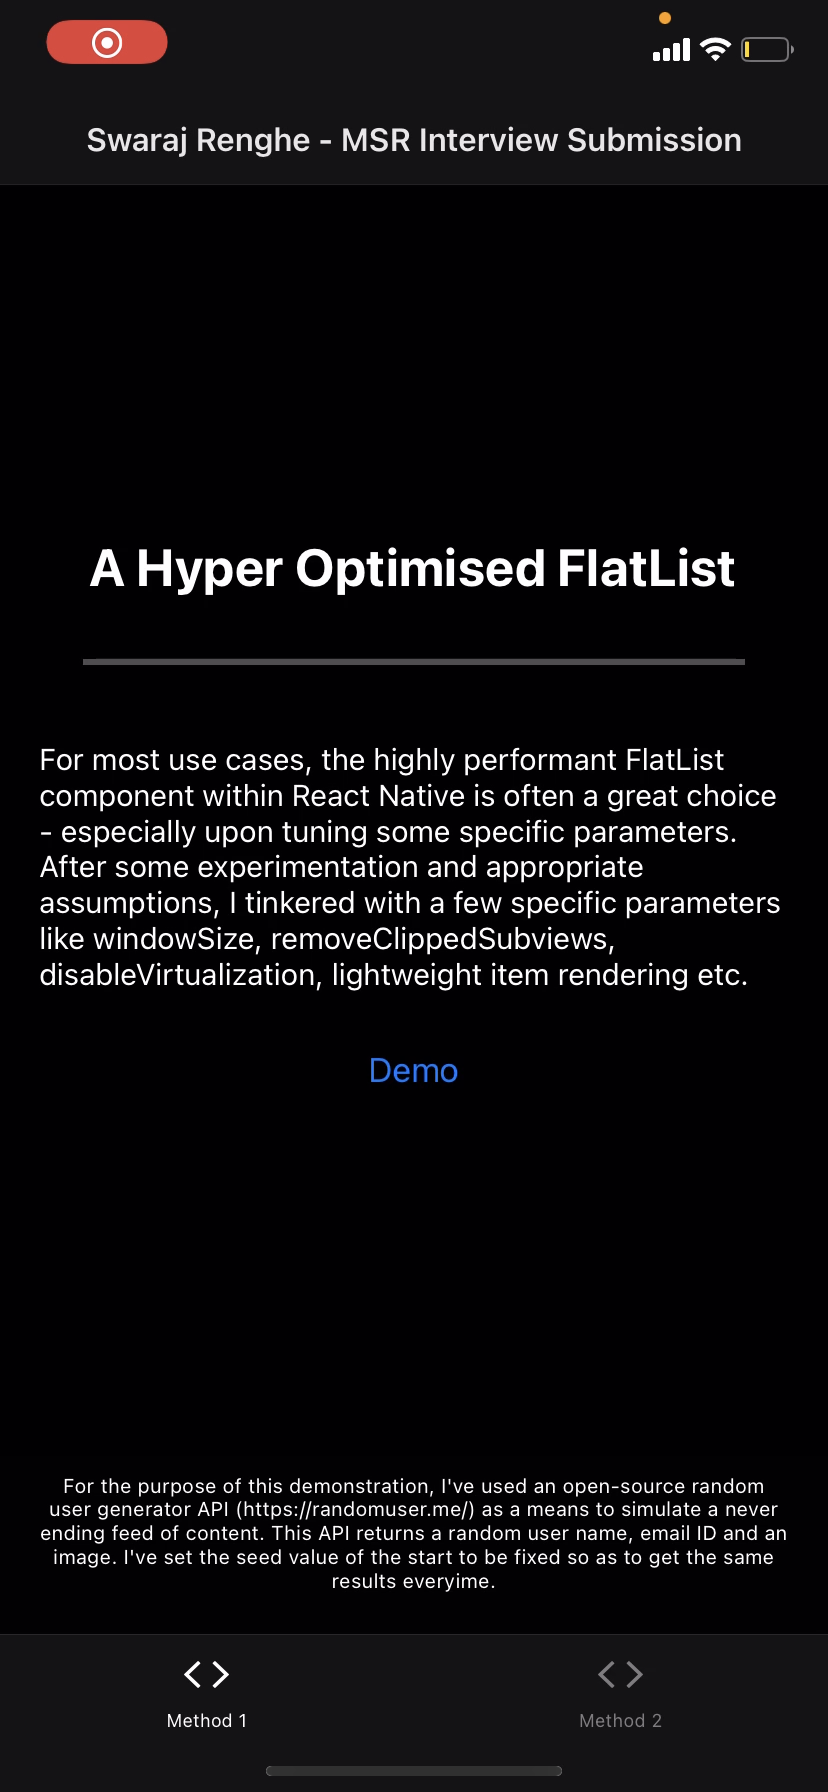 Swaraj Renghe - MSR Interview Submission
A Hyper Optimised FlatList
For most use cases, the highly performant FlatList
component within React Native is often a great choice
- especially upon tuning some specific parameters.
After some experimentation and appropriate
assumptions, I tinkered with a few specific parameters
like windowSize, removeClippedSubviews,
disableVirtualization, lightweight item rendering etc.
Demo
For the purpose of this demonstration, I've used an open-source random
user generator API (https://randomuser.me/) as a means to simulate a never
ending feed of content. This API returns a random user name, email ID and an
image. I've set the seed value of the start to be fixed so as to get the same
results everyime.
Method 1
Method 2